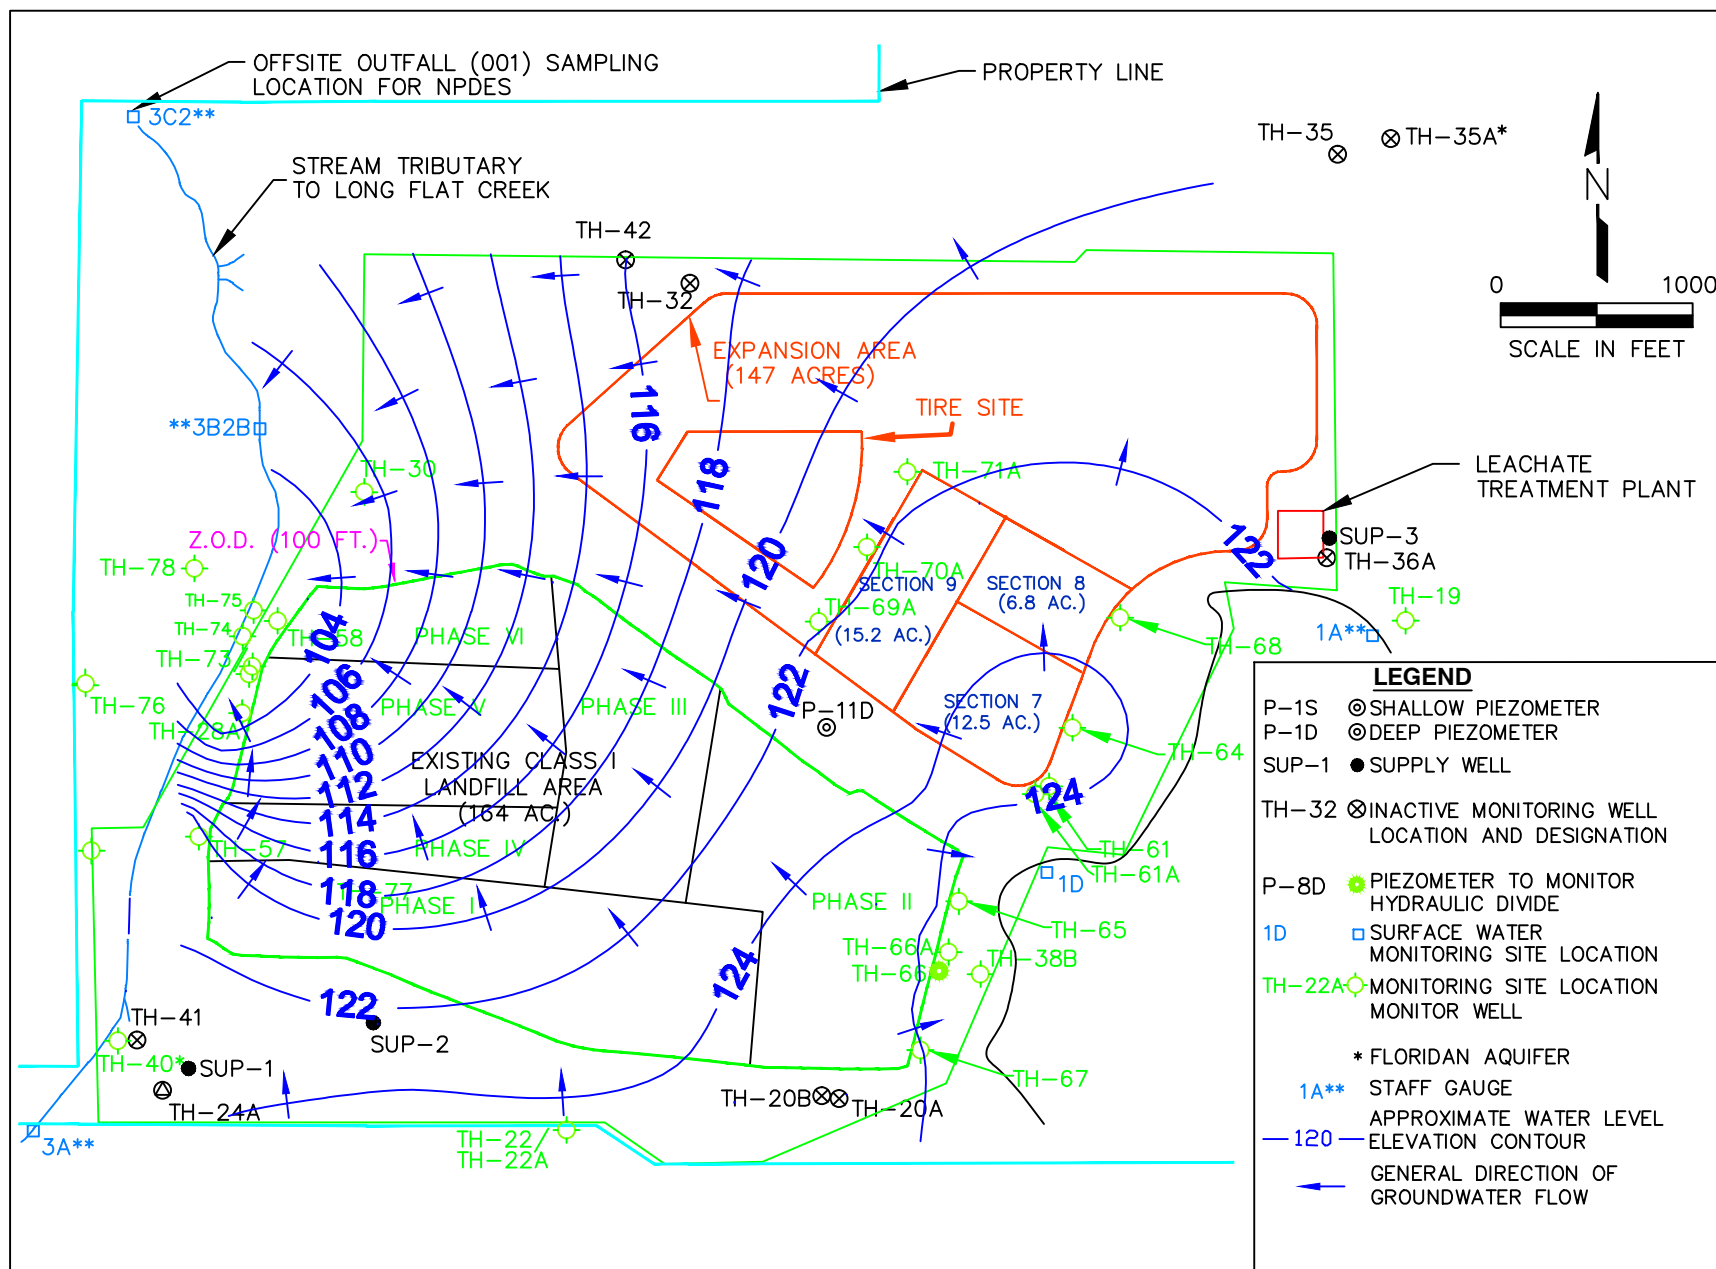 OFFSITE OUTFALL (001) SAMPLING
LOCATION FOR NPDES
PROPERTY LINE
3C2**
TH-35
TH-35A*
STREAM TRIBUTARY
TO LONG FLAT CREEK
N
TH-42
TH-32
0
1000
SCALE IN FEET
EXPANSION AREA
(147 ACRES)
TIRE SITE
**3B2B
116
118
120
122
TH-30
TH-71A
LEACHATE
TREATMENT PLANT
Z.O.D. (100 FT.)
SUP-3
TH-36A
TH-78
TH-70A
SECTION 9
(15.2 AC.)
SECTION 8
(6.8 AC.)
TH-75
TH-74
TH-58
TH-69A
TH-19
1A**
TH-68
TH-73
PHASE VI
104
106
108
110
112
114
116
118
120
122
TH-76
TH-28A
PHASE V
PHASE III
122
P-11D
SECTION 7
(12.5 AC.)
TH-64
EXISTING CLASS I
LANDFILL AREA
(164 AC.)
124
TH-57
PHASE IV
TH-61
TH-61A
1D
TH-77
PHASE I
PHASE II
TH-65
TH-66A
TH-66
TH-38B
124
TH-41
TH-40*
SUP-1
SUP-2
TH-24A
TH-67
TH-20B
TH-20A
3A**
TH-22
TH-22A
LEGEND
P-1S SHALLOW PIEZOMETER
P-1D DEEP PIEZOMETER
SUP-1 SUPPLY WELL
TH-32 INACTIVE MONITORING WELL
LOCATION AND DESIGNATION
P-8D PIEZOMETER TO MONITOR
HYDRAULIC DIVIDE
1D SURFACE WATER
MONITORING SITE LOCATION
TH-22A MONITORING SITE LOCATION
MONITOR WELL
* FLORIDAN AQUIFER
1A** STAFF GAUGE
APPROXIMATE WATER LEVEL
120 ELEVATION CONTOUR
GENERAL DIRECTION OF
GROUNDWATER FLOW